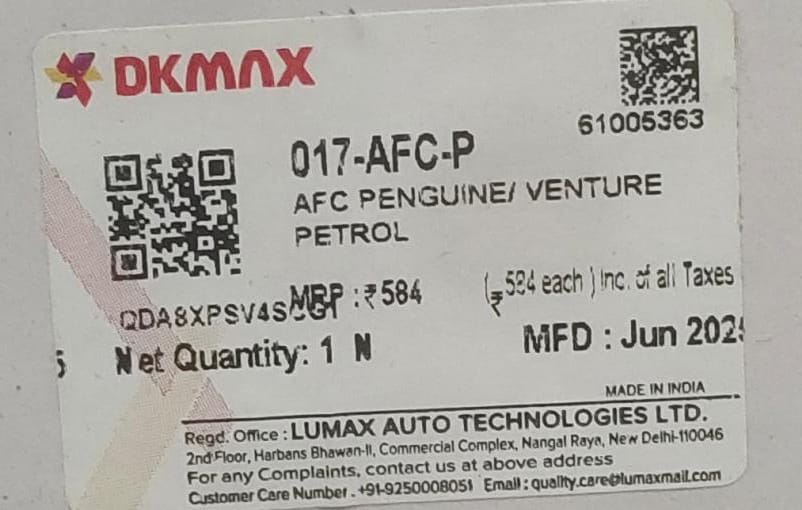 DKMAX
61005363
017-AFC-P
AFC PENGUINE/ VENTURE
PETROL
MRP : ₹ 584 (₹ 584 each ) Inc. of all Taxes
Net Quantity: 1 N
MFD : Jun 2025
MADE IN INDIA
Regd. Office : LUMAX AUTO TECHNOLOGIES LTD.
2nd Floor, Harbans Bhawan-II, Commercial Complex, Nangal Raya, New Delhi-110046
For any Complaints, contact us at above address
Customer Care Number - +91-9250008051 Email : quality.care@lumaxmail.com